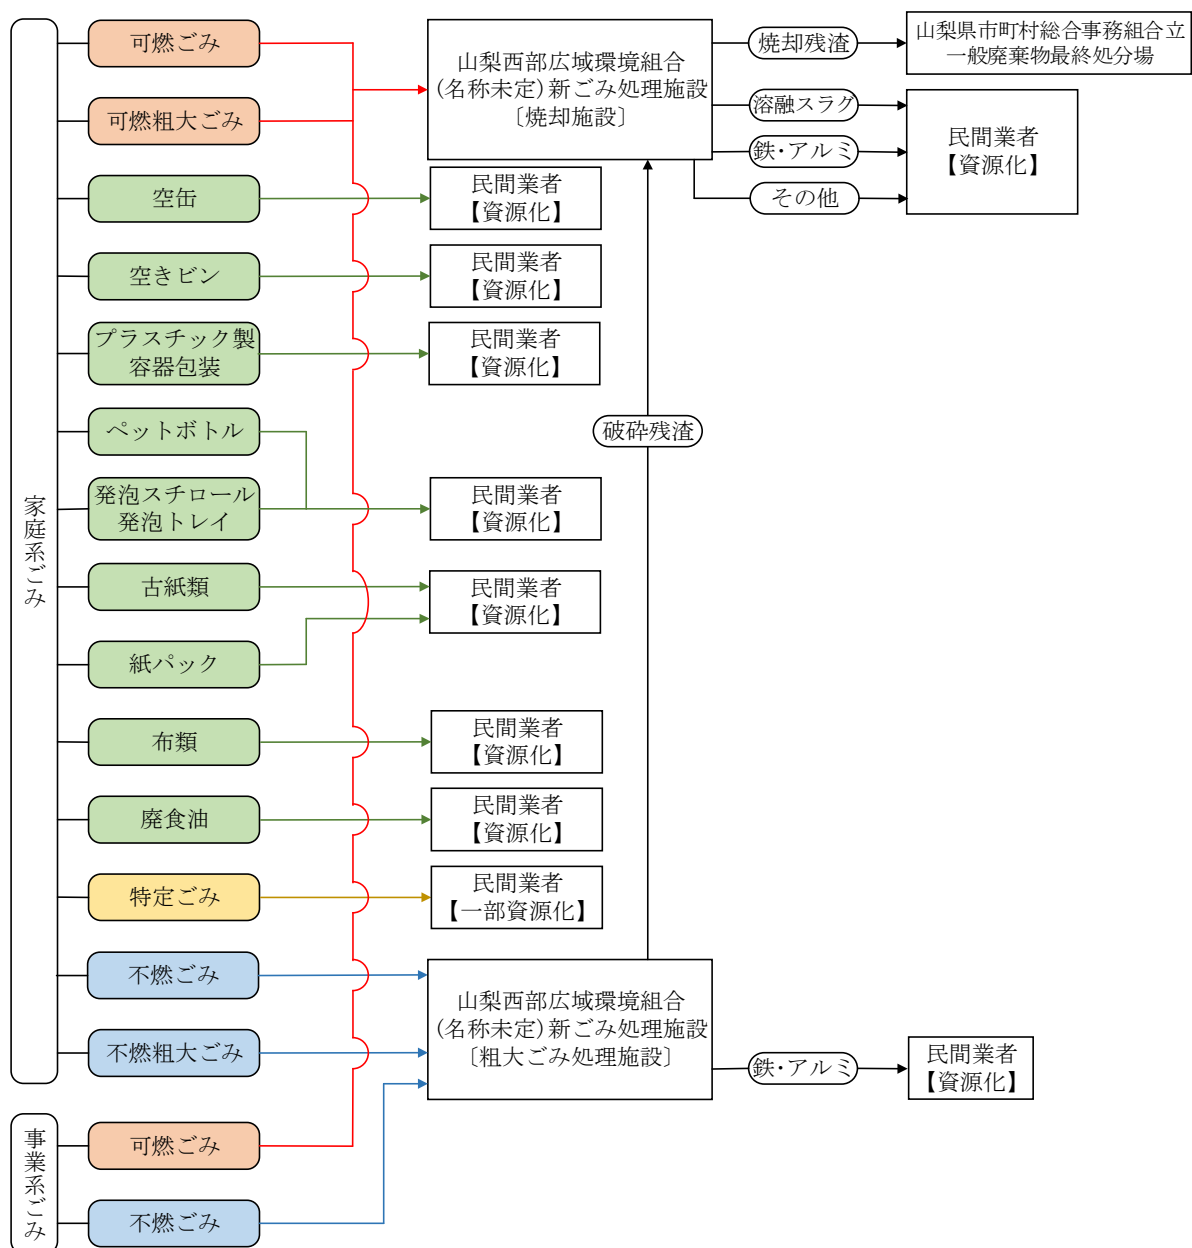 家庭系ごみ
可燃ごみ
可燃粗大ごみ
空缶
空きビン
プラスチック製
容器包装
ペットボトル
発泡スチロール
発泡トレイ
古紙類
紙パック
布類
廃食油
特定ごみ
不燃ごみ
不燃粗大ごみ
事業系ごみ
可燃ごみ
不燃ごみ
山梨西部広域環境組合
(名称未定)新ごみ処理施設
〔焼却施設〕
民間業者
【資源化】
民間業者
【資源化】
民間業者
【資源化】
民間業者
【資源化】
民間業者
【資源化】
民間業者
【資源化】
民間業者
【資源化】
民間業者
【一部資源化】
山梨西部広域環境組合
(名称未定)新ごみ処理施設
〔粗大ごみ処理施設〕
破砕残渣
焼却残渣
溶融スラグ
鉄・アルミ
その他
山梨県市町村総合事務組合立
一般廃棄物最終処分場
民間業者
【資源化】
鉄・アルミ
民間業者
【資源化】